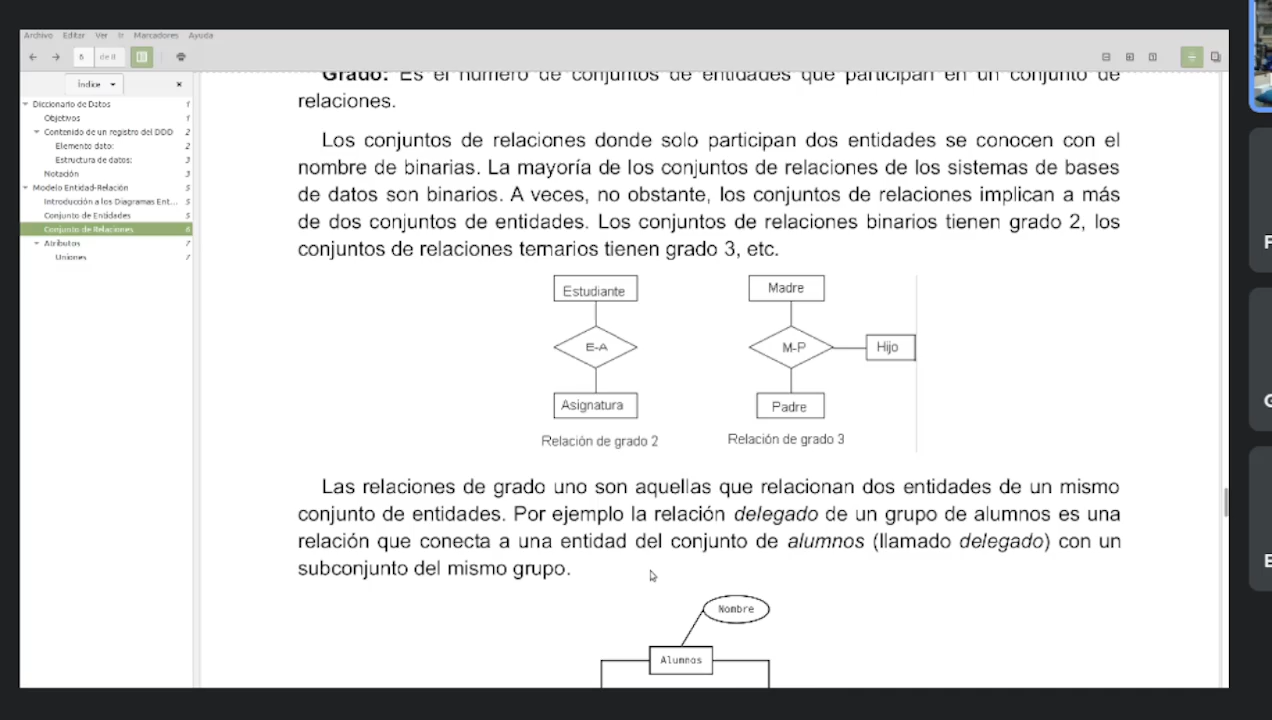 Archivo Editar Ver Ir Marcadores Ayuda
6 de 8
Índice
Diccionario de Datos 1
Objetivos 1
Contenido de un registro del DDD 2
Elemento dato: 2
Estructura de datos: 3
Notación 3
Modelo Entidad-Relación 5
Introducción a los Diagramas Ent... 5
Conjunto de Entidades 5
Conjunto de Relaciones 6
Atributos 7
Uniones 7
Grado: Es el número de conjuntos de entidades que participan en un conjunto de
relaciones.
Los conjuntos de relaciones donde solo participan dos entidades se conocen con el
nombre de binarias. La mayoría de los conjuntos de relaciones de los sistemas de bases
de datos son binarios. A veces, no obstante, los conjuntos de relaciones implican a más
de dos conjuntos de entidades. Los conjuntos de relaciones binarios tienen grado 2, los
conjuntos de relaciones ternarios tienen grado 3, etc.
Estudiante
E-A
Asignatura
Relación de grado 2
Madre
M-P
Hijo
Padre
Relación de grado 3
Las relaciones de grado uno son aquellas que relacionan dos entidades de un mismo
conjunto de entidades. Por ejemplo la relación delegado de un grupo de alumnos es una
relación que conecta a una entidad del conjunto de alumnos (llamado delegado) con un
subconjunto del mismo grupo.
Nombre
Alumnos